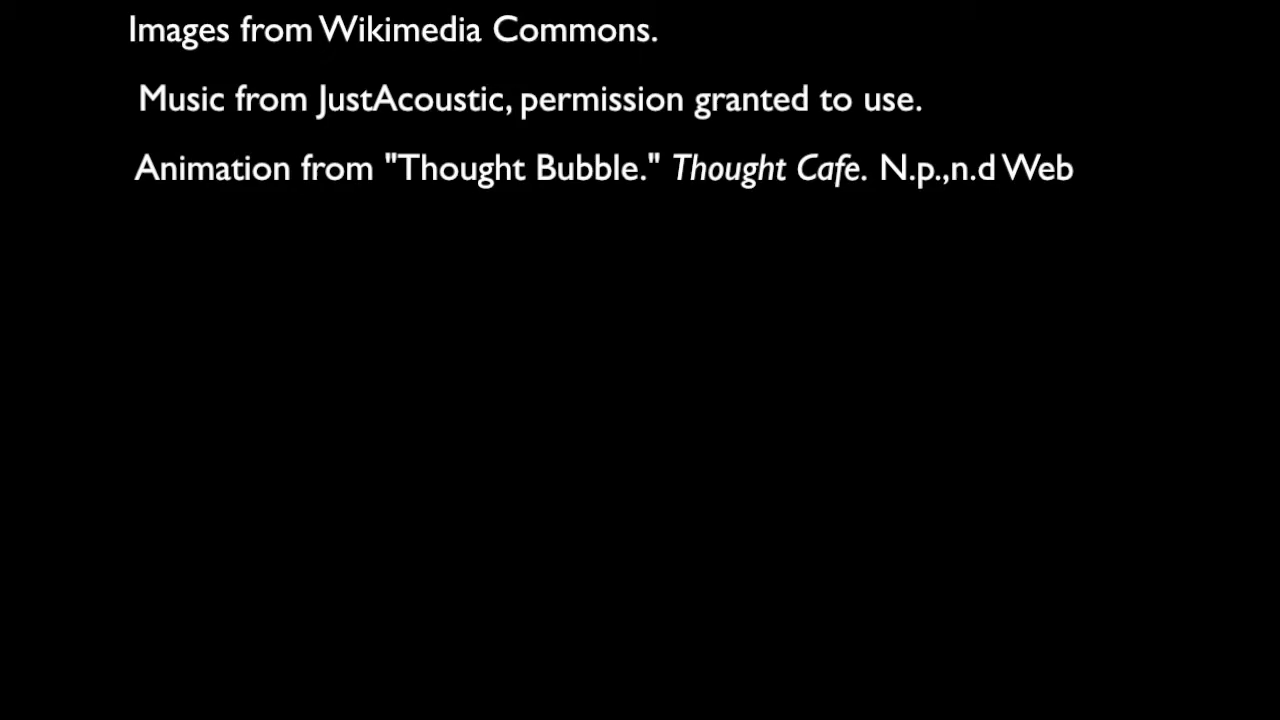 Images from Wikimedia Commons.
Music from JustAcoustic, permission granted to use.
Animation from "Thought Bubble." Thought Cafe. N.p.,n.d Web